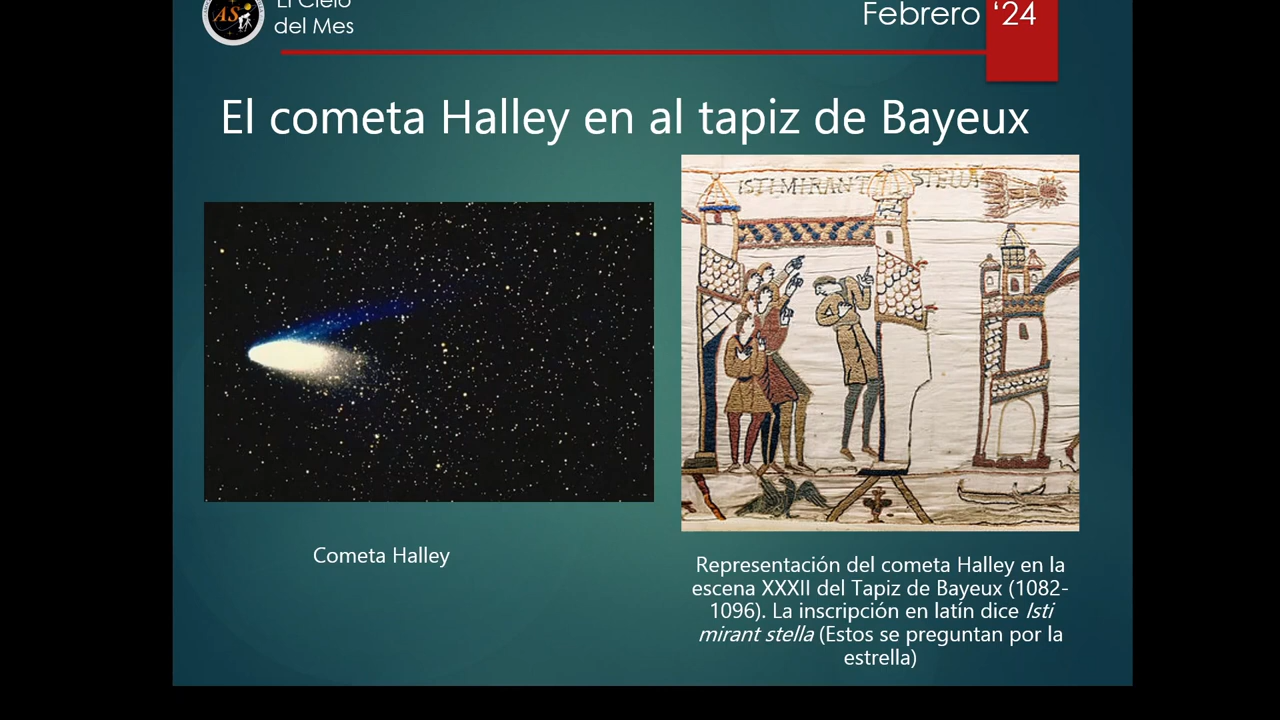 El Cielo
del Mes
Febrero ‘24
AS
El cometa Halley en al tapiz de Bayeux
ISTI MIRANT STELLA
Cometa Halley
Representación del cometa Halley en la
escena XXXII del Tapiz de Bayeux (1082-
1096). La inscripción en latín dice Isti
mirant stella (Estos se preguntan por la
estrella)